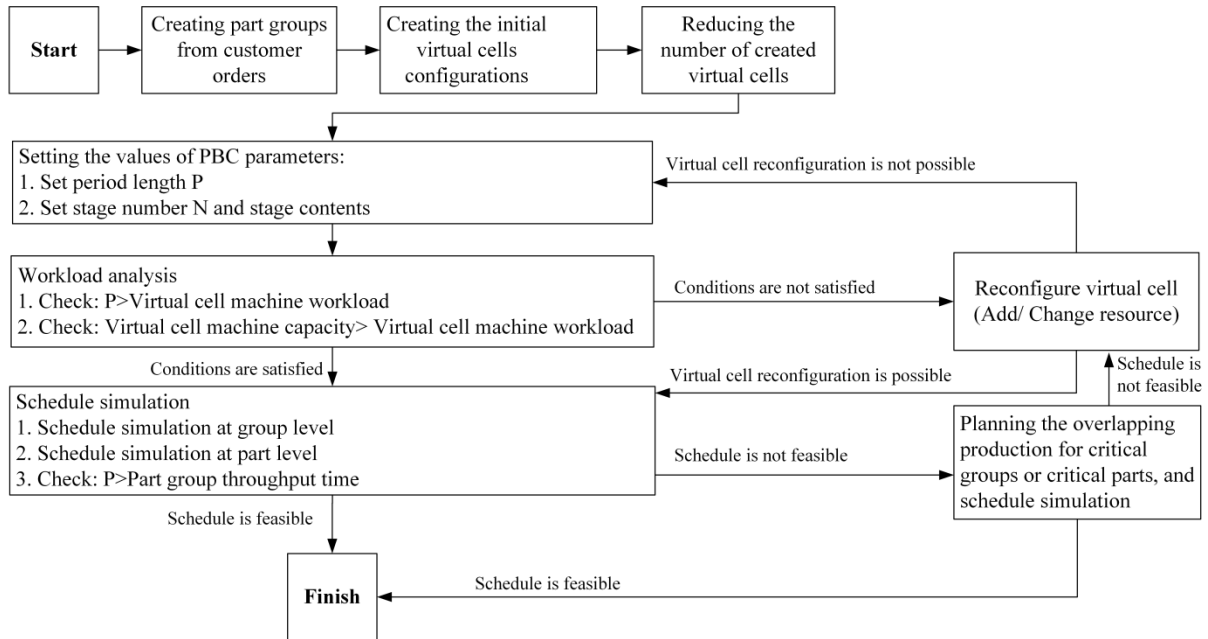 Start
Creating part groups
from customer
orders
Creating the initial
virtual cells
configurations
Reducing the
number of created
virtual cells
Setting the values of PBC parameters:
1. Set period length P
2. Set stage number N and stage contents
Virtual cell reconfiguration is not possible
Workload analysis
1. Check: P>Virtual cell machine workload
2. Check: Virtual cell machine capacity> Virtual cell machine workload
Conditions are not satisfied
Reconfigure virtual cell
(Add/ Change resource)
Conditions are satisfied
Virtual cell reconfiguration is possible
Schedule is
not feasible
Schedule simulation
1. Schedule simulation at group level
2. Schedule simulation at part level
3. Check: P>Part group throughput time
Schedule is not feasible
Planning the overlapping
production for critical
groups or critical parts, and
schedule simulation
Schedule is feasible
Finish
Schedule is feasible